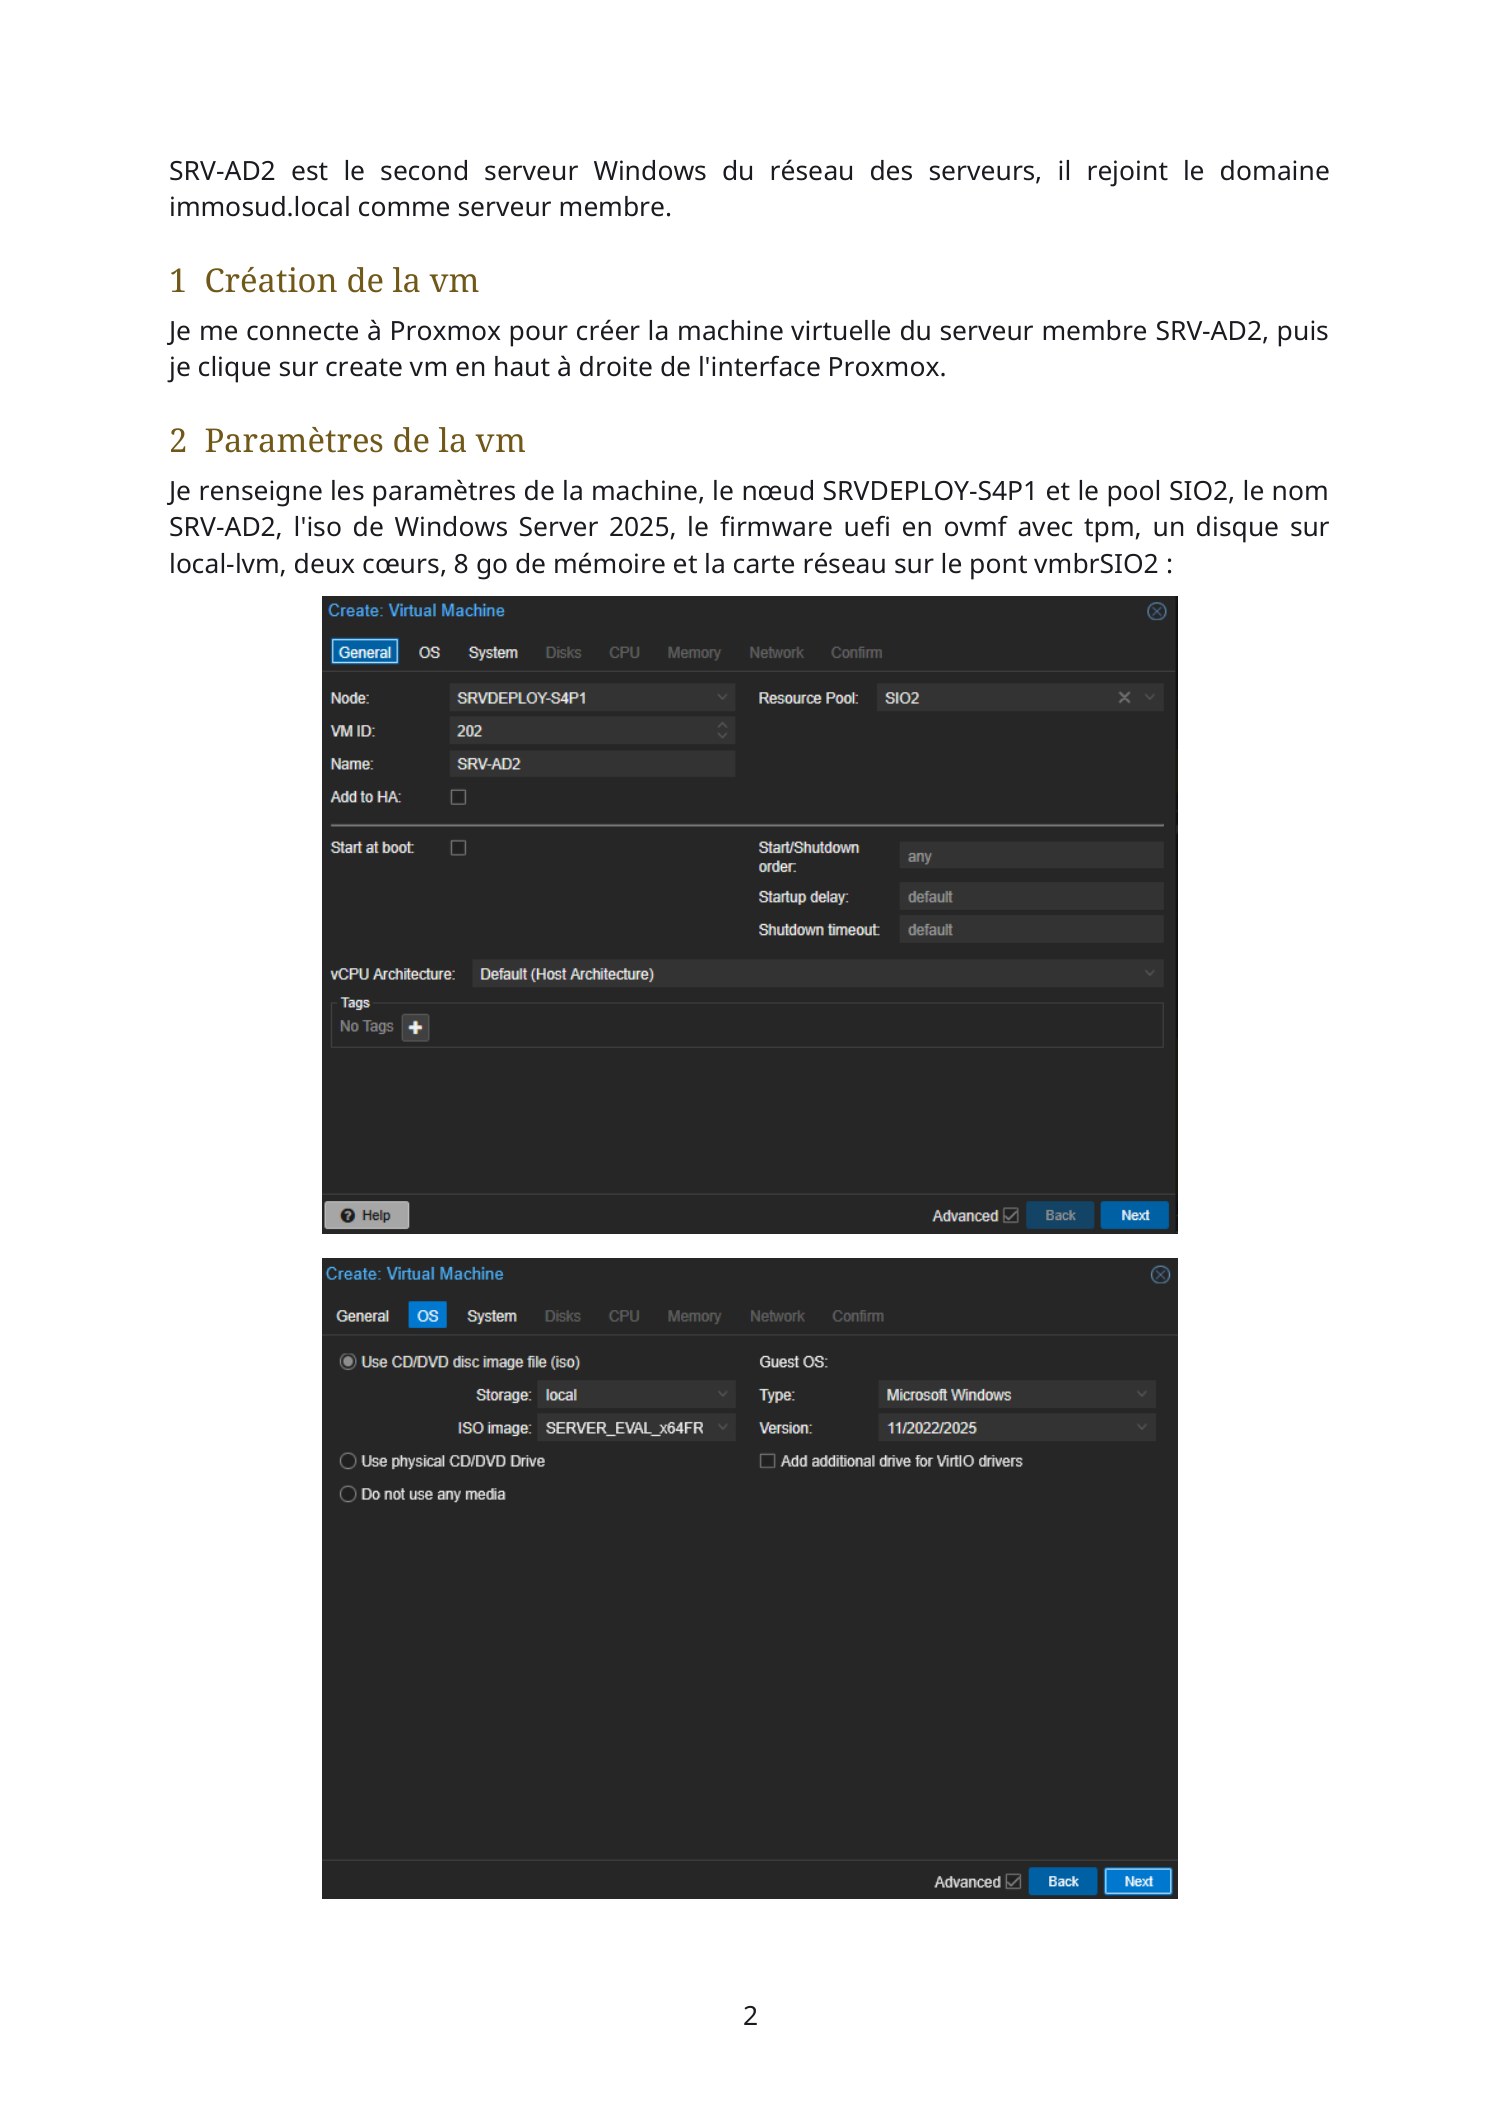 SRV-AD2 est le second serveur Windows du réseau des serveurs, il rejoint le domaine
immosud.local comme serveur membre.
1 Création de la vm
Je me connecte à Proxmox pour créer la machine virtuelle du serveur membre SRV-AD2, puis
je clique sur create vm en haut à droite de l'interface Proxmox.
2 Paramètres de la vm
Je renseigne les paramètres de la machine, le nœud SRVDEPLOY-S4P1 et le pool SIO2, le nom
SRV-AD2, l'iso de Windows Server 2025, le firmware uefi en ovmf avec tpm, un disque sur
local-lvm, deux cœurs, 8 go de mémoire et la carte réseau sur le pont vmbrSIO2 :
Create: Virtual Machine
General OS System Disks CPU Memory Network Confirm
Node: SRVDEPLOY-S4P1 Resource Pool: SIO2
VM ID: 202
Name: SRV-AD2
Add to HA:
Start at boot: Start/Shutdown
order: any
Startup delay: default
Shutdown timeout: default
vCPU Architecture: Default (Host Architecture)
Tags
No Tags
Help Advanced Back Next
Create: Virtual Machine
General OS System Disks CPU Memory Network Confirm
Use CD/DVD disc image file (iso) Guest OS:
Storage: local Type: Microsoft Windows
ISO image: SERVER_EVAL_x64FR Version: 11/2022/2025
Use physical CD/DVD Drive Add additional drive for VirtIO drivers
Do not use any media
Advanced Back Next
2